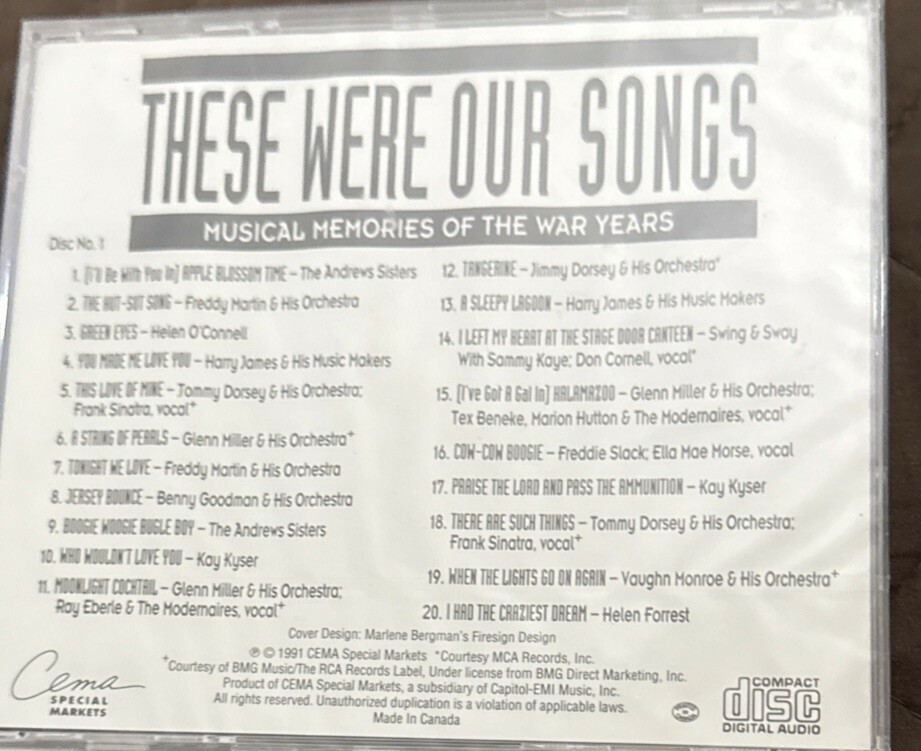 THESE WERE OUR SONGS
MUSICAL MEMORIES OF THE WAR YEARS
Disc No. 1
1. (I'll Be With You In) APPLE BLOSSOM TIME – The Andrews Sisters
2. THE HUT-SUT SONG – Freddy Martin & His Orchestra
3. GREEN EYES – Helen O'Connell
4. YOU MADE ME LOVE YOU – Harry James & His Music Makers
5. THIS LOVE OF MINE – Tommy Dorsey & His Orchestra;
Frank Sinatra, vocal+
6. A STRING OF PEARLS – Glenn Miller & His Orchestra+
7. TONIGHT WE LOVE – Freddy Martin & His Orchestra
8. JERSEY BOUNCE – Benny Goodman & His Orchestra
9. BOOGIE WOOGIE BUGLE BOY – The Andrews Sisters
10. WHO WOULDN'T LOVE YOU – Kay Kyser
11. MOONLIGHT COCKTAIL – Glenn Miller & His Orchestra;
Ray Eberle & The Modernaires, vocal+
12. TANGERINE – Jimmy Dorsey & His Orchestra*
13. A SLEEPY LAGOON – Harry James & His Music Makers
14. I LEFT MY HEART AT THE STAGE DOOR CANTEEN – Swing & Sway
With Sammy Kaye; Don Cornell, vocal*
15. (I've Got A Gal In) KALAMAZOO – Glenn Miller & His Orchestra;
Tex Beneke, Marion Hutton & The Modernaires, vocal+
16. COW-COW BOOGIE – Freddie Slack; Ella Mae Morse, vocal
17. PRAISE THE LORD AND PASS THE AMMUNITION – Kay Kyser
18. THERE ARE SUCH THINGS – Tommy Dorsey & His Orchestra;
Frank Sinatra, vocal+
19. WHEN THE LIGHTS GO ON AGAIN – Vaughn Monroe & His Orchestra+
20. I HAD THE CRAZIEST DREAM – Helen Forrest
Cover Design: Marlene Bergman's Firesign Design
℗ © 1991 CEMA Special Markets *Courtesy MCA Records, Inc.
+Courtesy of BMG Music/The RCA Records Label, Under license from BMG Direct Marketing, Inc.
Product of CEMA Special Markets, a subsidiary of Capitol-EMI Music, Inc.
All rights reserved. Unauthorized duplication is a violation of applicable laws.
Made In Canada
Cema
SPECIAL
MARKETS
COMPACT
disc
DIGITAL AUDIO